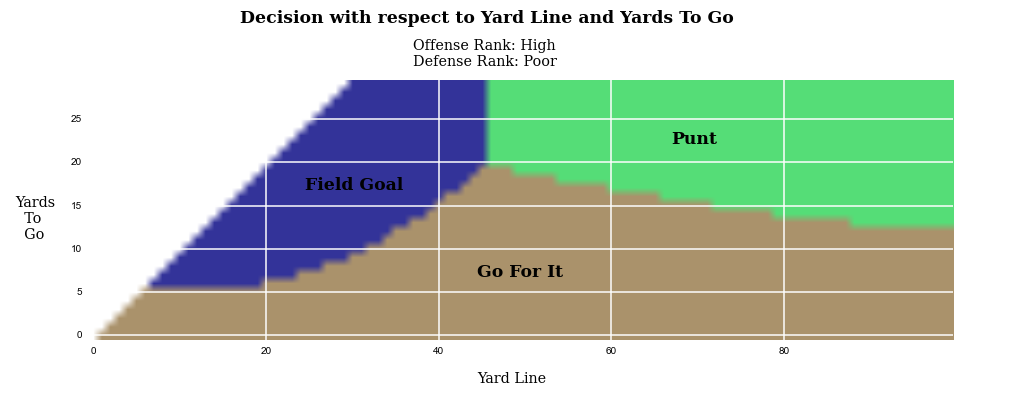 Decision with respect to Yard Line and Yards To Go
Offense Rank: High
Defense Rank: Poor
25
20
15
10
5
0
Yards
To
Go
Punt
Field Goal
Go For It
0
20
40
60
80
Yard Line